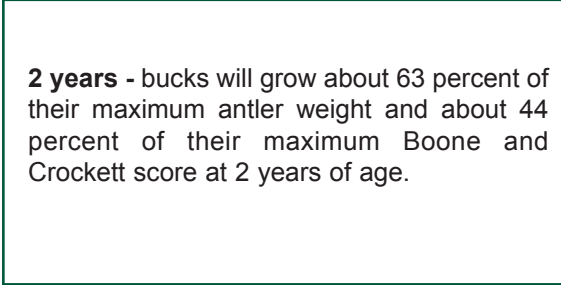 2 years - bucks will grow about 63 percent of
their maximum antler weight and about 44
percent of their maximum Boone and
Crockett score at 2 years of age.